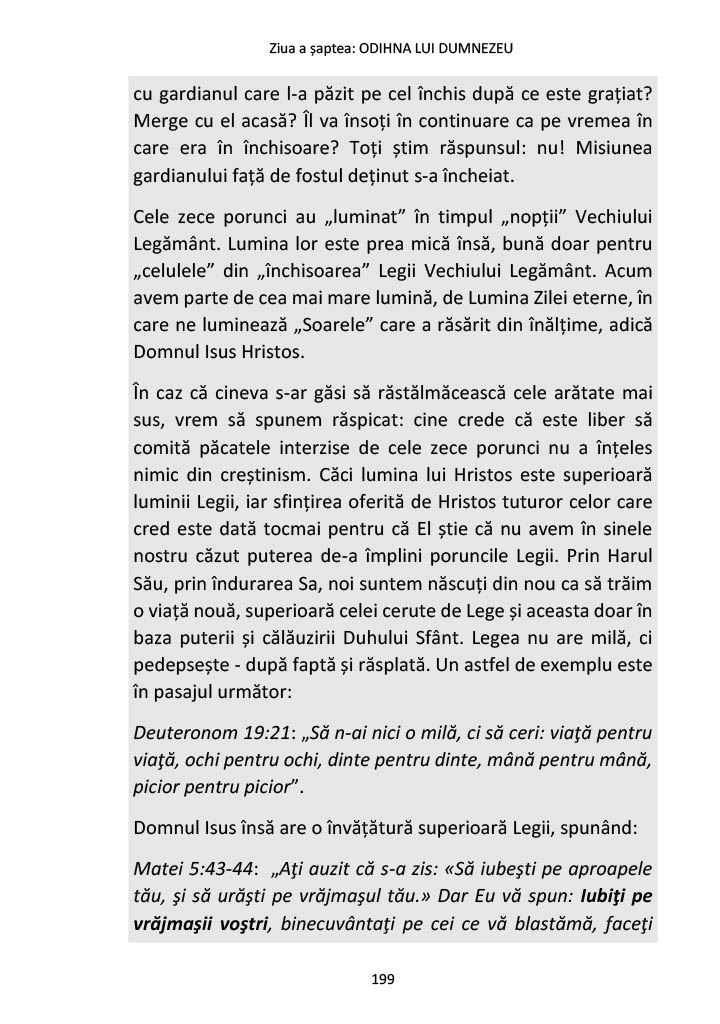 Ziua a șaptea: ODIHNA LUI DUMNEZEU
cu gardianul care l-a păzit pe cel închis după ce este grațiat?
Merge cu el acasă? Îl va însoți în continuare ca pe vremea în
care era în închisoare? Toți știm răspunsul: nu! Misiunea
gardianului față de fostul deținut s-a încheiat.
Cele zece porunci au „luminat” în timpul „nopții” Vechiului
Legământ. Lumina lor este prea mică însă, bună doar pentru
„celulele” din „închisoarea” Legii Vechiului Legământ. Acum
avem parte de cea mai mare lumină, de Lumina Zilei eterne, în
care ne luminează „Soarele” care a răsărit din înălțime, adică
Domnul Isus Hristos.
În caz că cineva s-ar găsi să răstălmăcească cele arătate mai
sus, vrem să spunem răspicat: cine crede că este liber să
comită păcatele interzise de cele zece porunci nu a înțeles
nimic din creștinism. Căci lumina lui Hristos este superioară
luminii Legii, iar sfințirea oferită de Hristos tuturor celor care
cred este dată tocmai pentru că El știe că nu avem în sinele
nostru căzut puterea de-a împlini poruncile Legii. Prin Harul
Său, prin îndurarea Sa, noi suntem născuți din nou ca să trăim
o viață nouă, superioară celei cerute de Lege și aceasta doar în
baza puterii și călăuzirii Duhului Sfânt. Legea nu are milă, ci
pedepsește - după faptă și răsplată. Un astfel de exemplu este
în pasajul următor:
Deuteronom 19:21: „Să n-ai nici o milă, ci să ceri: viaţă pentru
viaţă, ochi pentru ochi, dinte pentru dinte, mână pentru mână,
picior pentru picior”.
Domnul Isus însă are o învățătură superioară Legii, spunând:
Matei 5:43-44: „Aţi auzit că s-a zis: «Să iubeşti pe aproapele
tău, şi să urăşti pe vrăjmaşul tău.» Dar Eu vă spun: Iubiţi pe
vrăjmaşii voştri, binecuvântaţi pe cei ce vă blastămă, faceţi
199